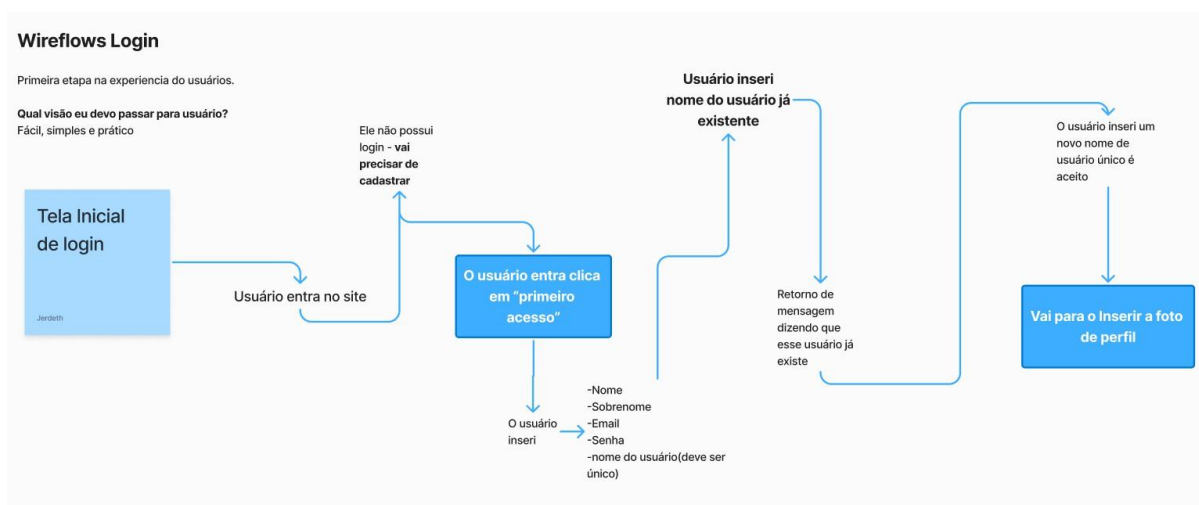 Wireflows Login
Primeira etapa na experiencia do usuários.
Qual visão eu devo passar para usuário?
Fácil, simples e prático
Tela Inicial
de login
Jerdeth
Usuário entra no site
Ele não possui
login - vai
precisar de
cadastrar
O usuário entra clica
em “primeiro
acesso”
O usuário
inseri
-Nome
-Sobrenome
-Email
-Senha
-nome do usuário(deve ser
único)
Usuário inseri
nome do usuário já
existente
Retorno de
mensagem
dizendo que
esse usuário já
existe
O usuário inseri um
novo nome de
usuário único é
aceito
Vai para o Inserir a foto
de perfil